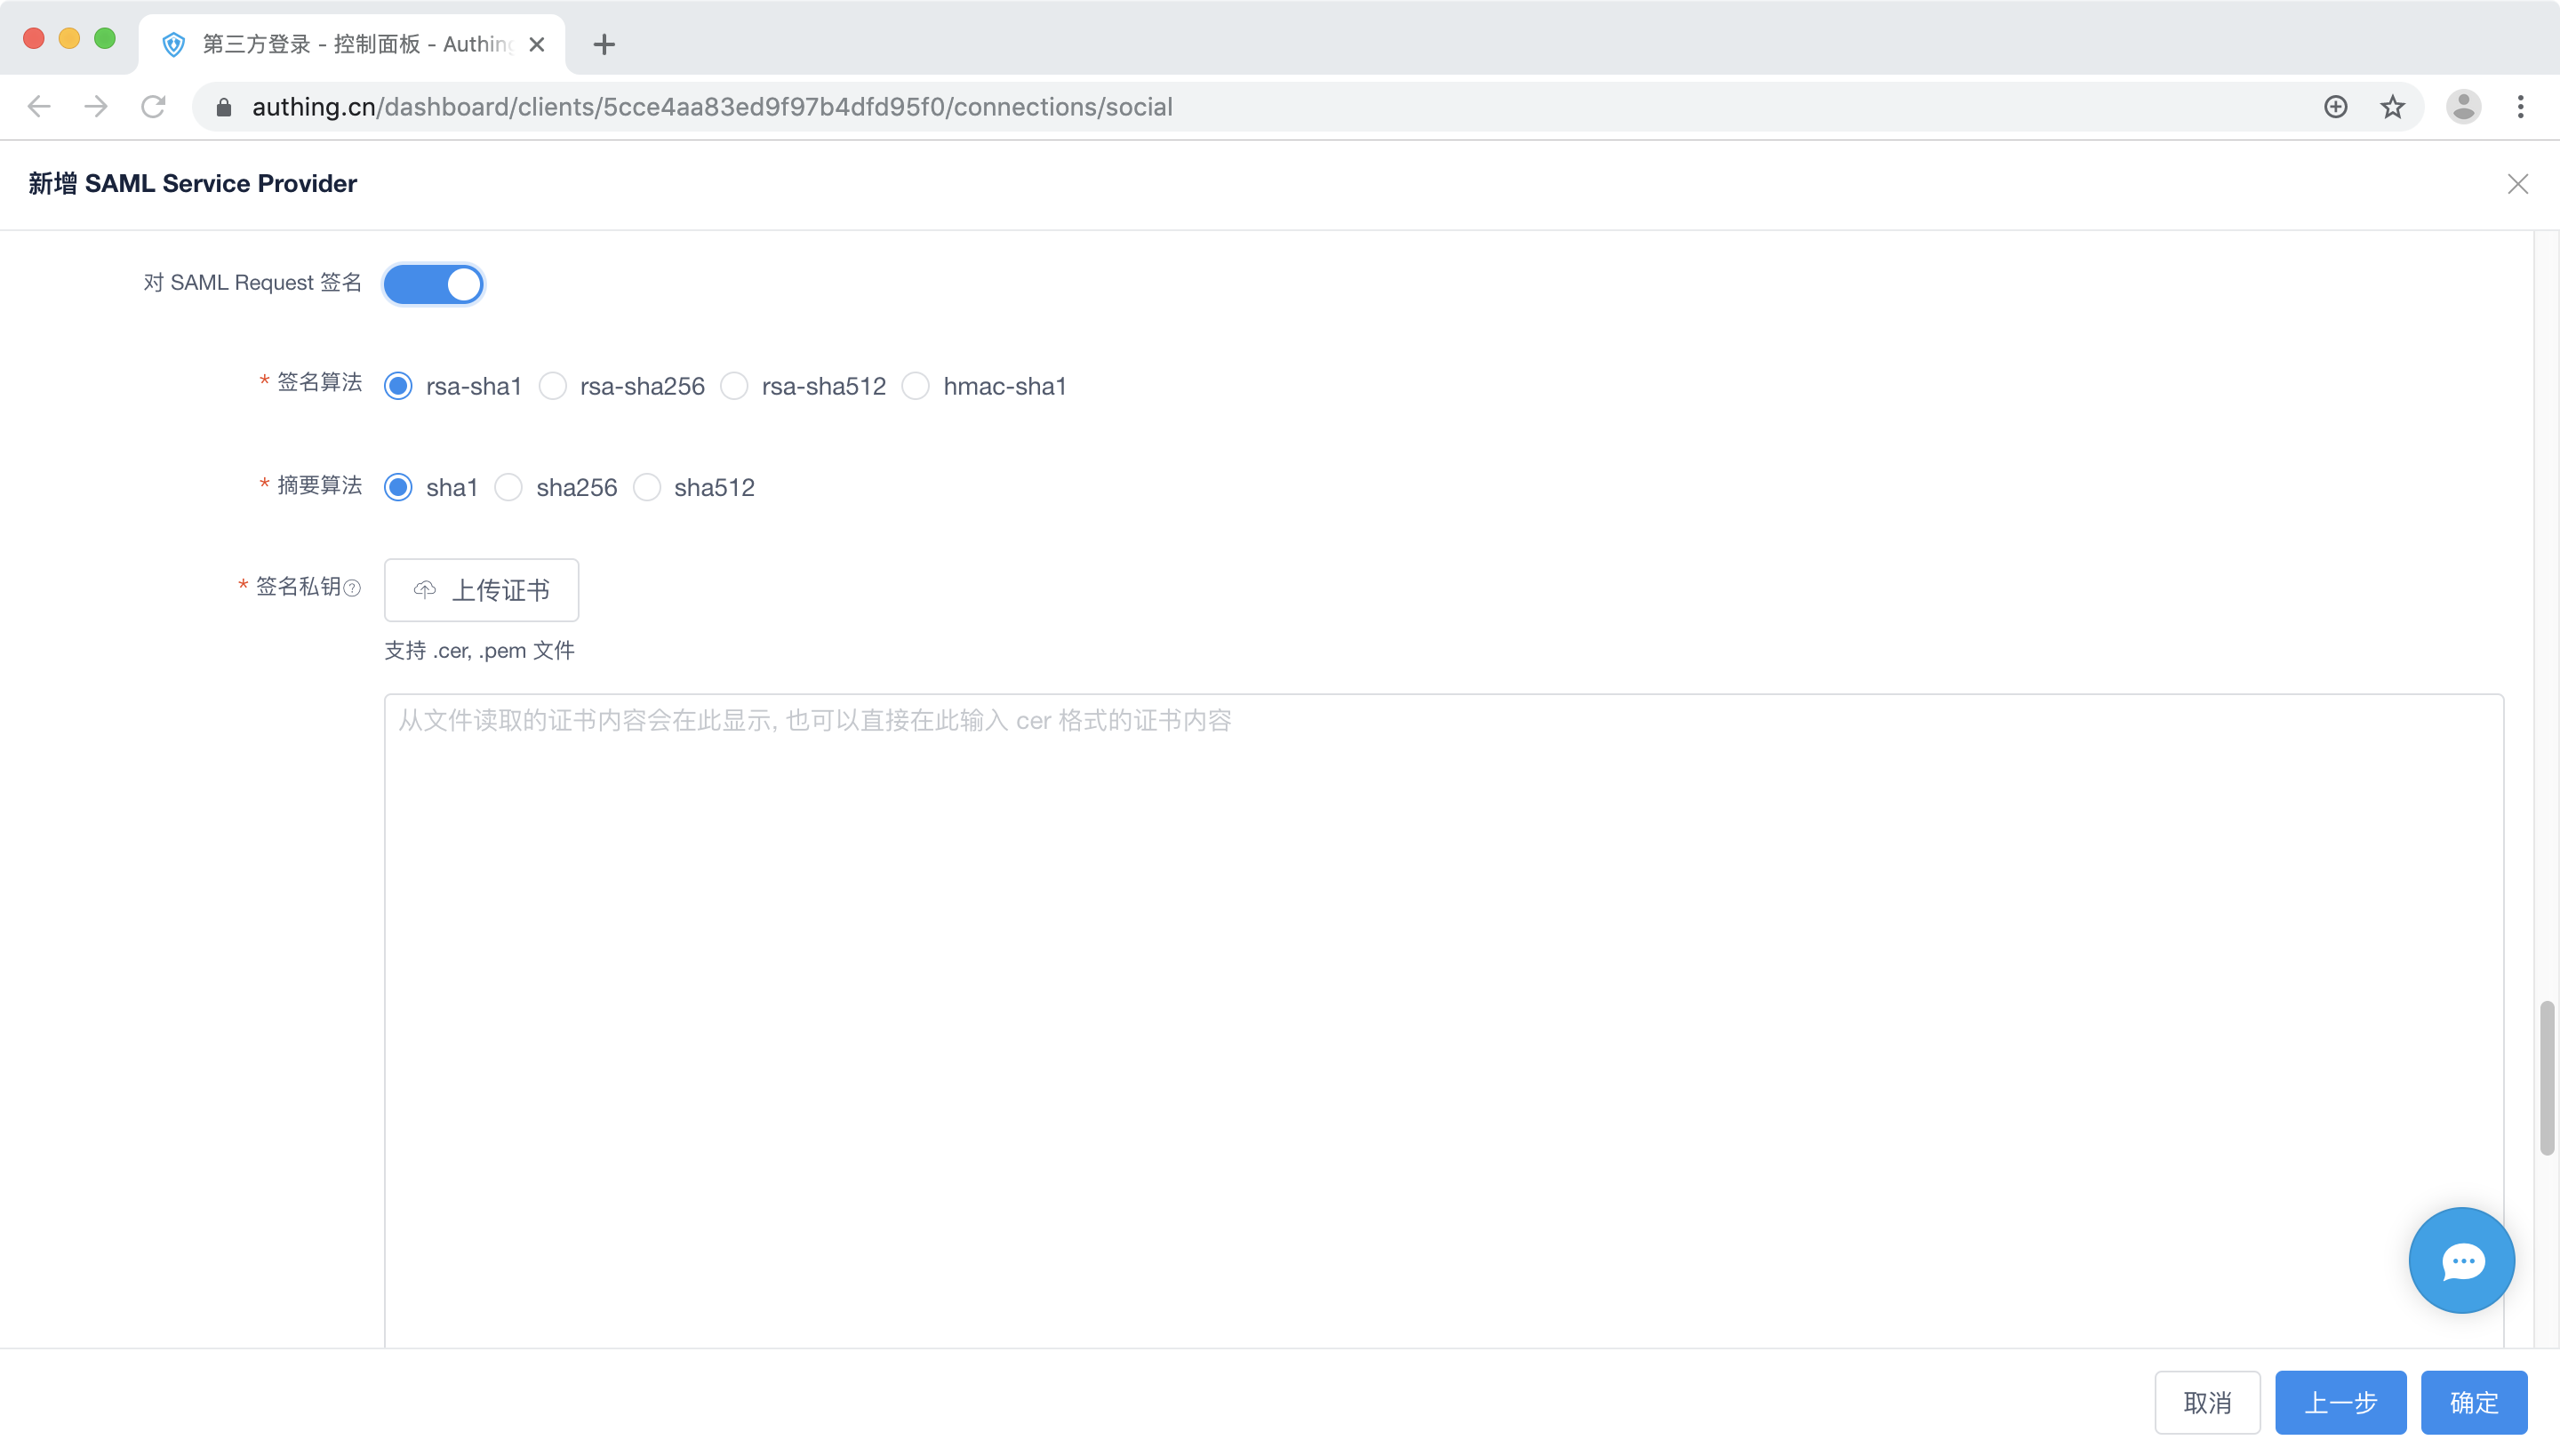 第三方登录 - 控制面板 - Authing
authing.cn/dashboard/clients/5cce4aa83ed9f97b4dfd95f0/connections/social
新增 SAML Service Provider
对 SAML Request 签名
* 签名算法 rsa-sha1 rsa-sha256 rsa-sha512 hmac-sha1
* 摘要算法 sha1 sha256 sha512
* 签名私钥 上传证书
支持 .cer, .pem 文件
从文件读取的证书内容会在此显示, 也可以直接在此输入 cer 格式的证书内容
取消 上一步 确定